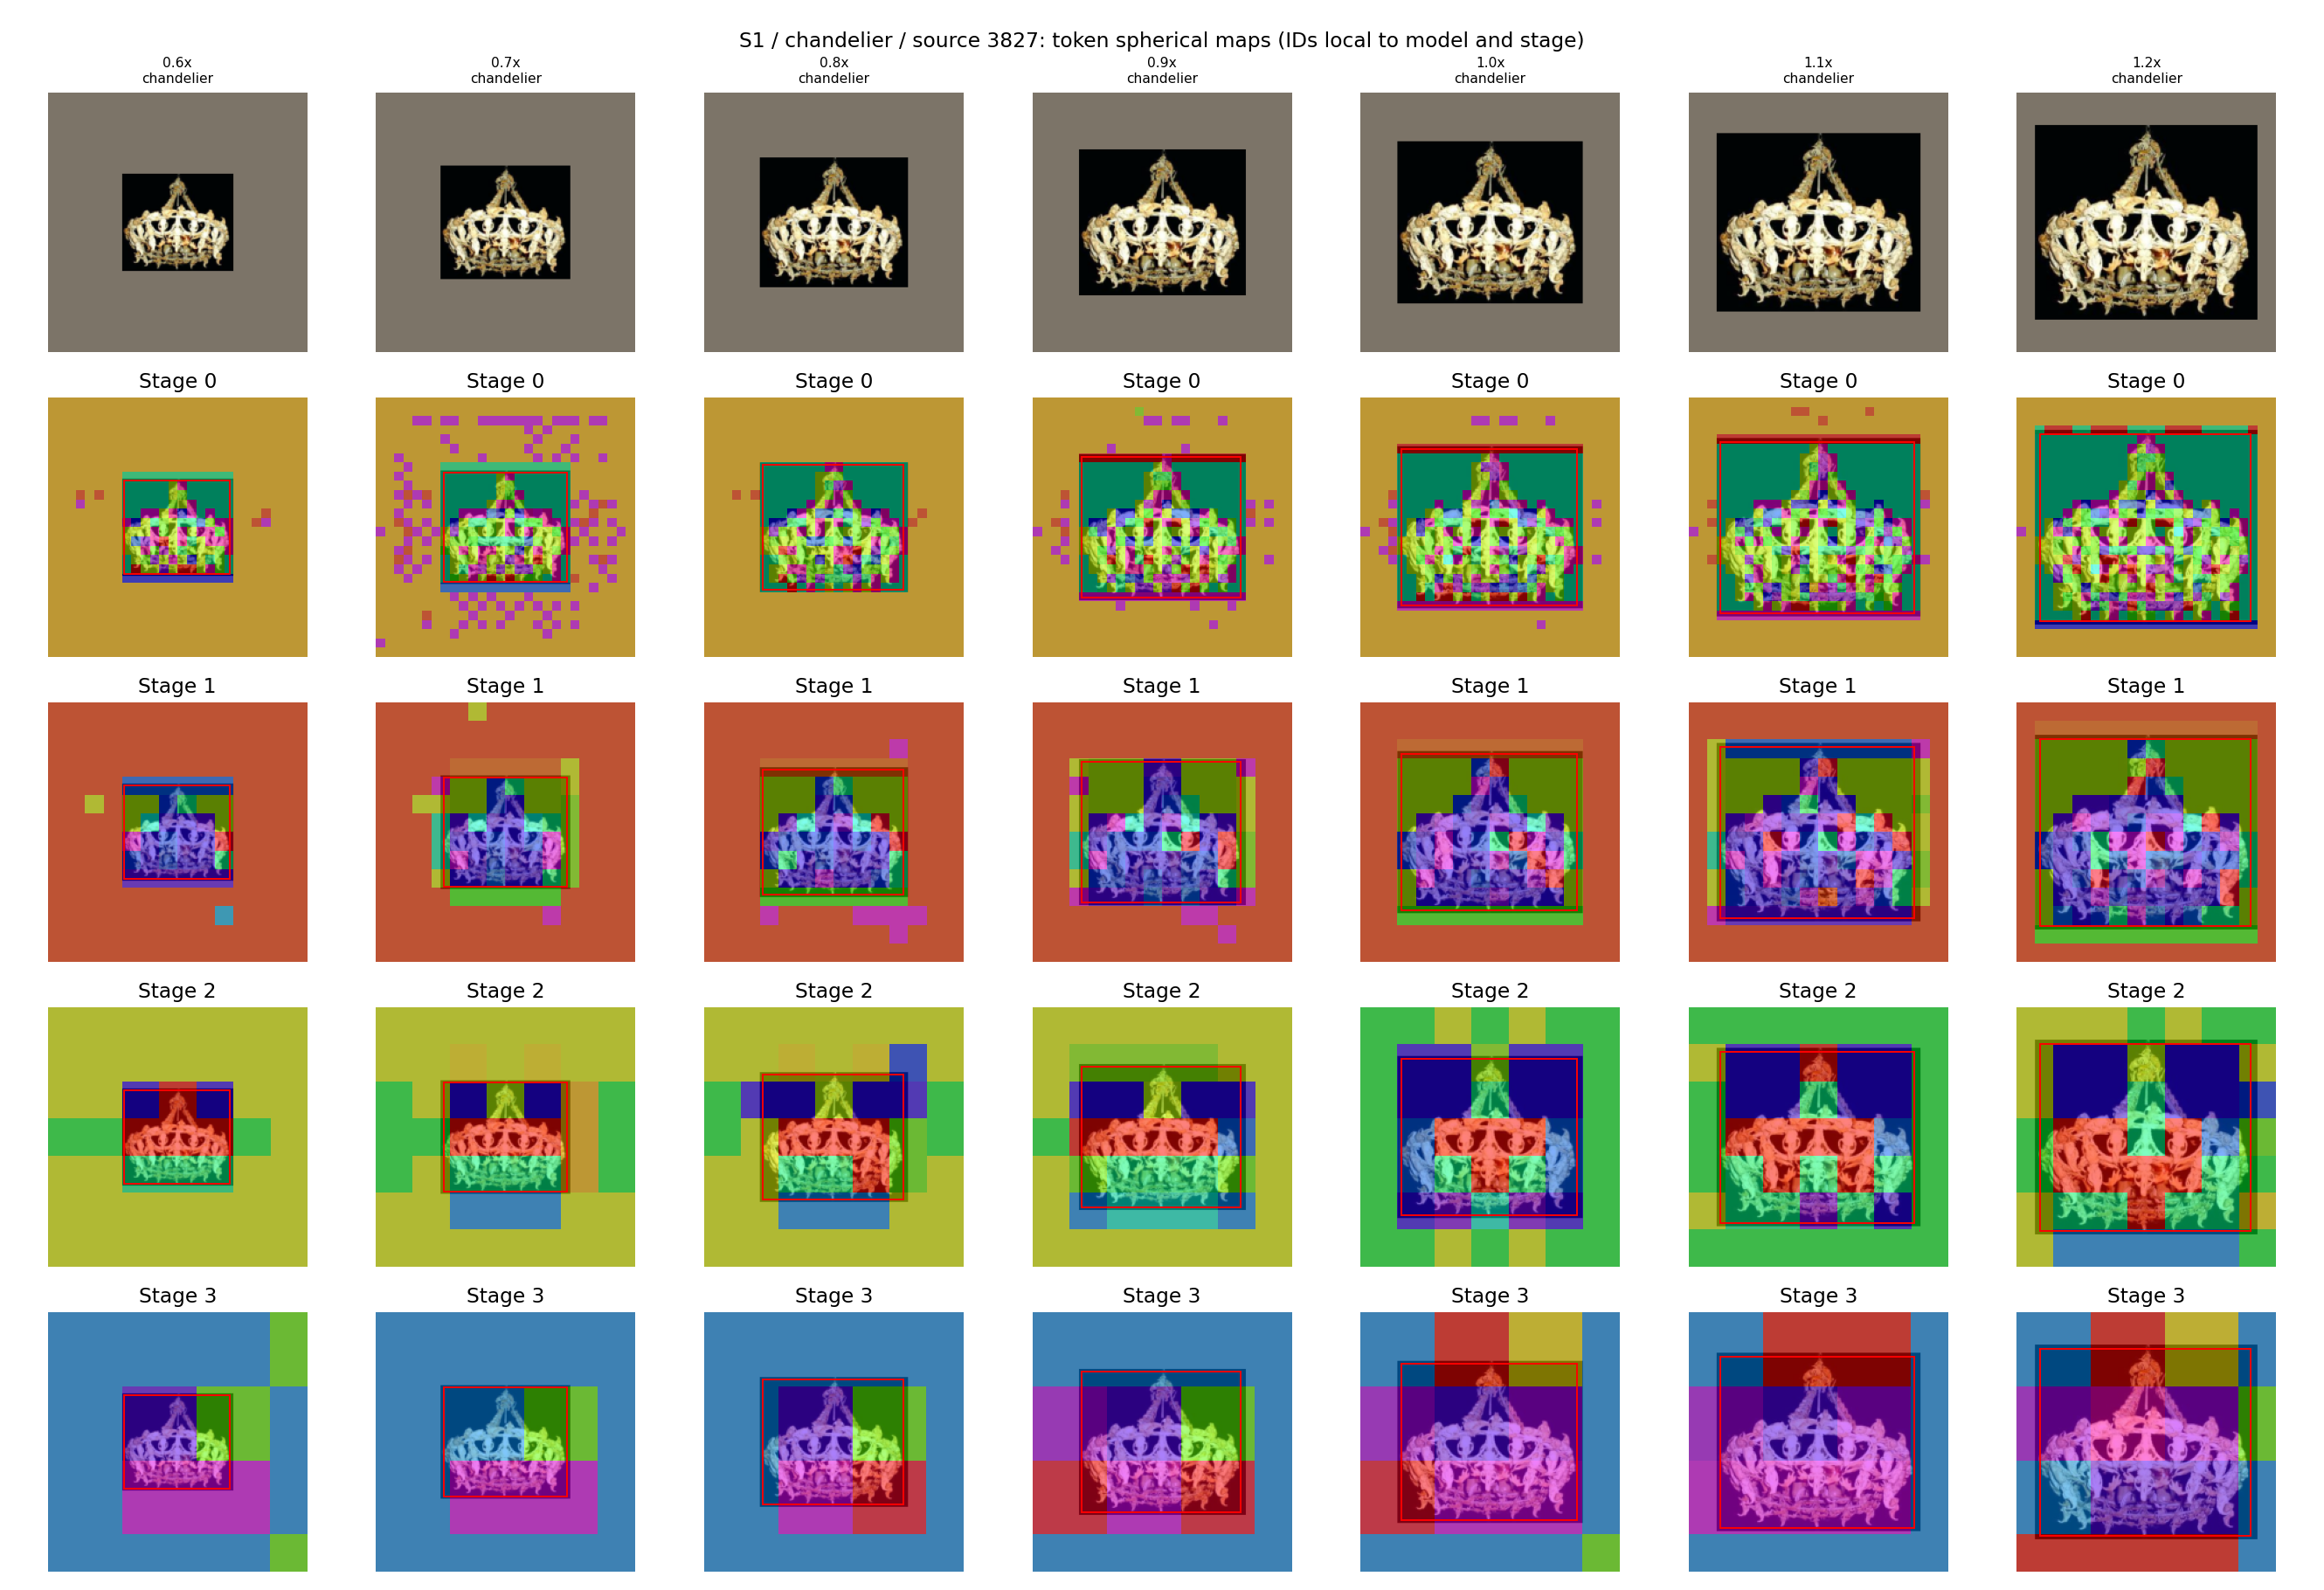 S1 / chandelier / source 3827: token spherical maps (IDs local to model and stage)
0.6x
chandelier
0.7x
chandelier
0.8x
chandelier
0.9x
chandelier
1.0x
chandelier
1.1x
chandelier
1.2x
chandelier
Stage 0
Stage 0
Stage 0
Stage 0
Stage 0
Stage 0
Stage 0
Stage 1
Stage 1
Stage 1
Stage 1
Stage 1
Stage 1
Stage 1
Stage 2
Stage 2
Stage 2
Stage 2
Stage 2
Stage 2
Stage 2
Stage 3
Stage 3
Stage 3
Stage 3
Stage 3
Stage 3
Stage 3